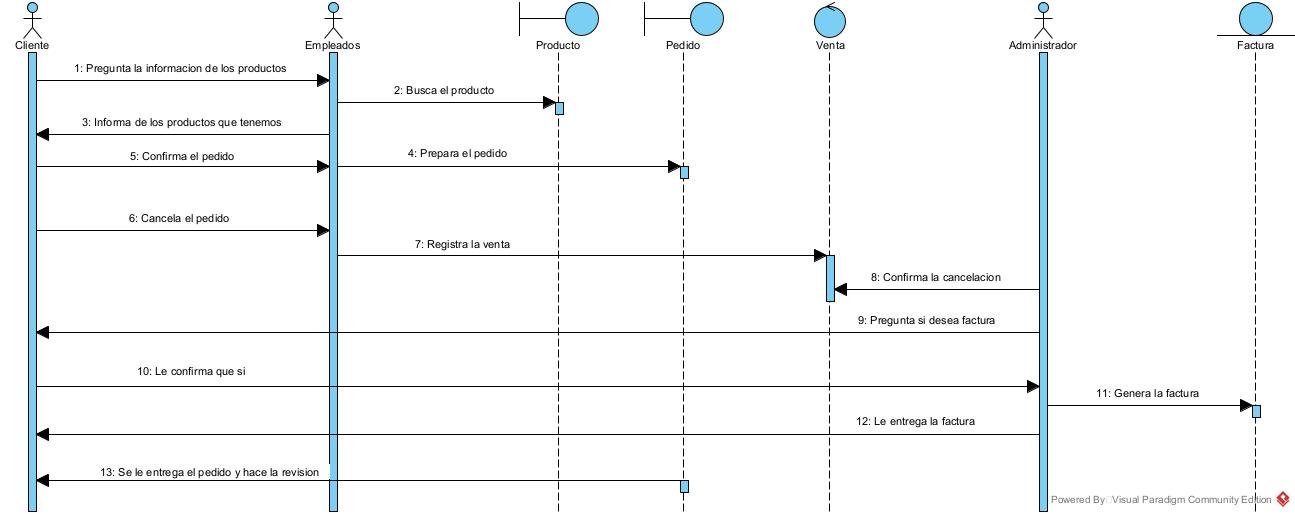 Cliente
Empleados
Producto
Pedido
Venta
Administrador
Factura
1: Pregunta la informacion de los productos
2: Busca el producto
3: Informa de los productos que tenemos
5: Confirma el pedido
4: Prepara el pedido
6: Cancela el pedido
7: Registra la venta
8: Confirma la cancelacion
9: Pregunta si desea factura
10: Le confirma que si
11: Genera la factura
12: Le entrega la factura
13: Se le entrega el pedido y hace la revision
Powered By Visual Paradigm Community Edition